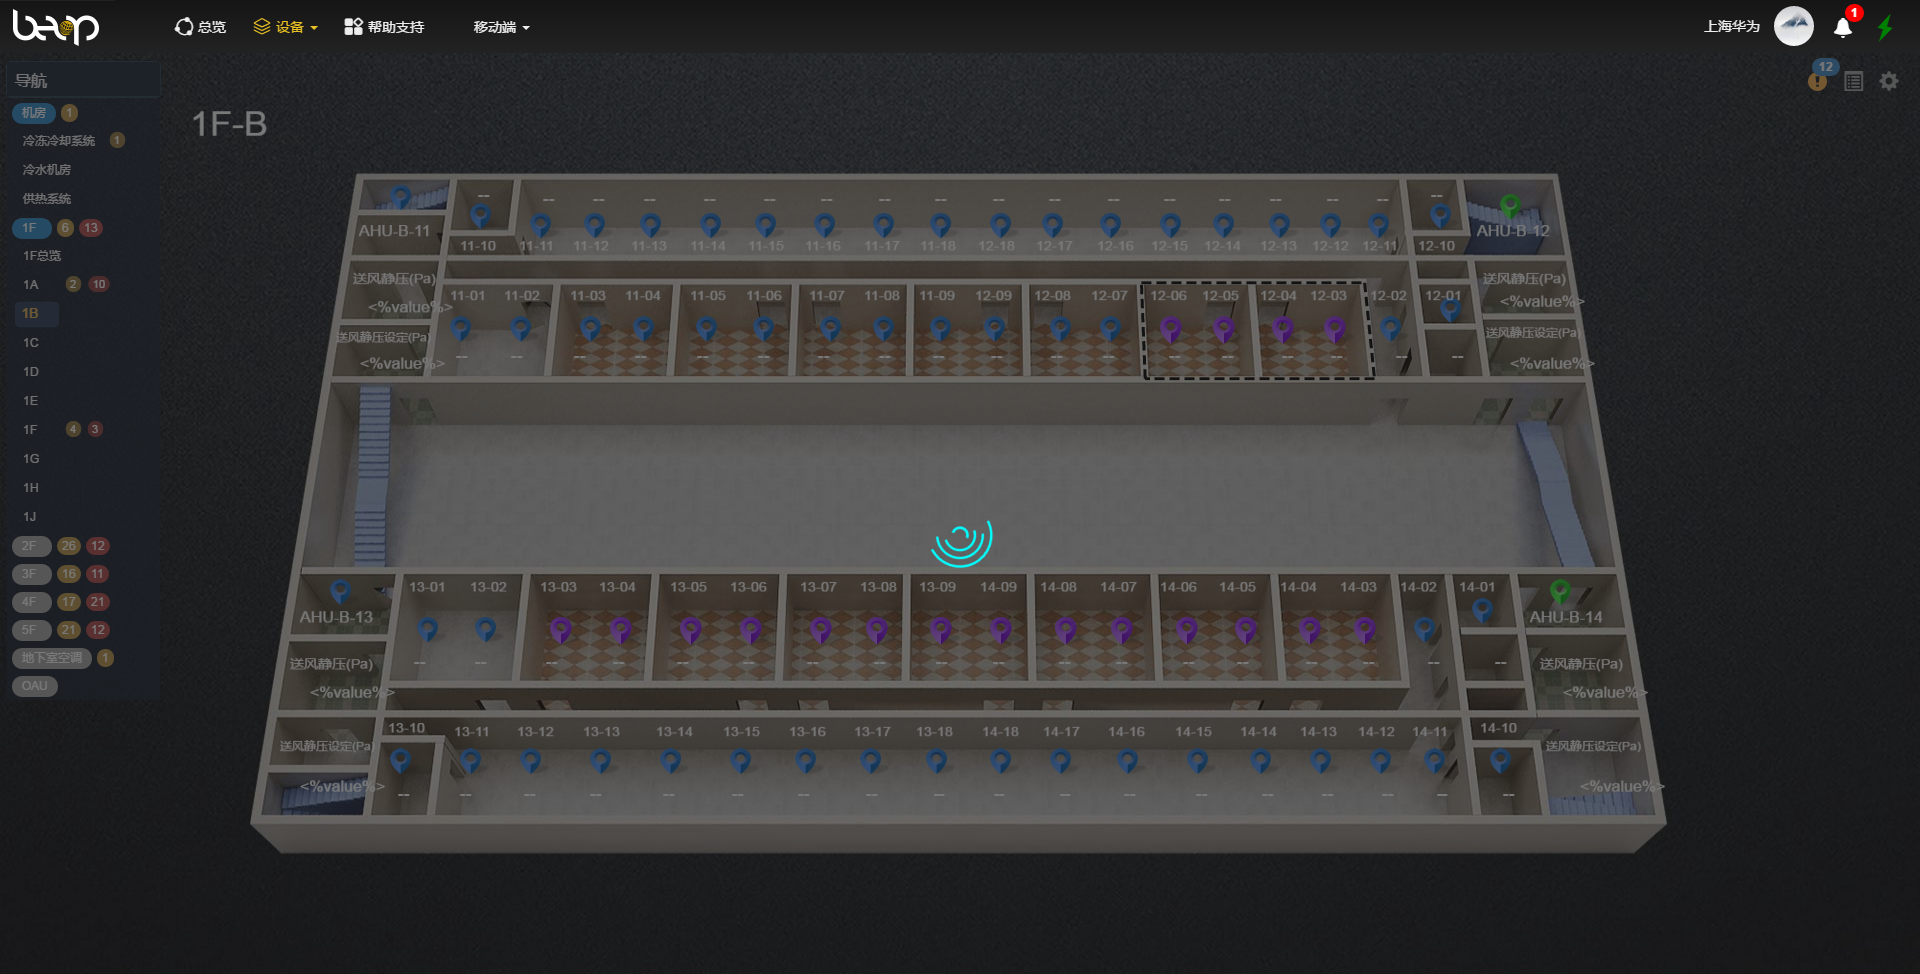 beop
总览
设备
帮助支持
移动端
上海华为
1
12
导航
机房 1
冷冻冷却系统 1
冷水机房
供热系统
1F 6 13
1F总览
1A 2 10
1B
1C
1D
1E
1F 4 3
1G
1H
1J
2F 26 12
3F 16 11
4F 17 21
5F 21 12
地下室空调 1
OAU
1F-B
-- -- -- -- -- -- -- -- -- -- -- -- -- -- -- -- -- --
AHU-B-11 11-10 11-11 11-12 11-13 11-14 11-15 11-16 11-17 11-18 12-18 12-17 12-16 12-15 12-14 12-13 12-12 12-11 12-10 AHU-B-12
送风静压(Pa) 送风静压(Pa)
<%value%> 11-01 11-02 11-03 11-04 11-05 11-06 11-07 11-08 11-09 12-09 12-08 12-07 12-06 12-05 12-04 12-03 12-02 12-01 <%value%>
送风静压设定(Pa) 送风静压设定(Pa)
<%value%> -- -- -- -- -- -- -- -- -- -- -- -- -- -- -- -- -- -- <%value%>
13-01 13-02 13-03 13-04 13-05 13-06 13-07 13-08 13-09 14-09 14-08 14-07 14-06 14-05 14-04 14-03 14-02 14-01
AHU-B-13 AHU-B-14
送风静压(Pa) -- -- -- -- -- -- -- -- -- -- -- -- -- -- -- -- -- -- 送风静压(Pa)
<%value%> <%value%>
13-10 13-11 13-12 13-13 13-14 13-15 13-16 13-17 13-18 14-18 14-17 14-16 14-15 14-14 14-13 14-12 14-11 14-10
送风静压设定(Pa) 送风静压设定(Pa)
<%value%> -- -- -- -- -- -- -- -- -- -- -- -- -- -- -- -- -- -- <%value%>